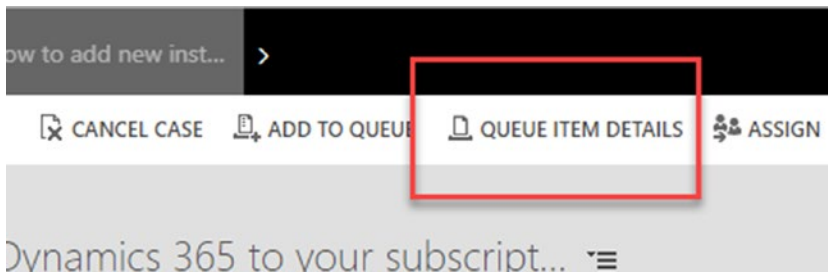 ow to add new inst... >
CANCEL CASE ADD TO QUEUE QUEUE ITEM DETAILS ASSIGN
Dynamics 365 to your subscript...